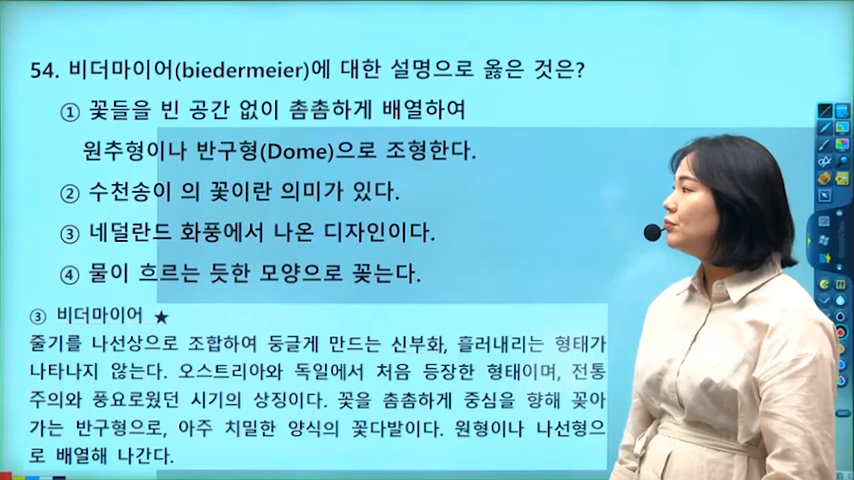 54. 비더마이어(biedermeier)에 대한 설명으로 옳은 것은?
① 꽃들을 빈 공간 없이 촘촘하게 배열하여
원추형이나 반구형(Dome)으로 조형한다.
② 수천송이 의 꽃이란 의미가 있다.
③ 네덜란드 화풍에서 나온 디자인이다.
④ 물이 흐르는 듯한 모양으로 꽂는다.
③ 비더마이어 ★
줄기를 나선상으로 조합하여 둥글게 만드는 신부화, 흘러내리는 형태가
나타나지 않는다. 오스트리아와 독일에서 처음 등장한 형태이며, 전통
주의와 풍요로웠던 시기의 상징이다. 꽃을 촘촘하게 중심을 향해 꽂아
가는 반구형으로, 아주 치밀한 양식의 꽃다발이다. 원형이나 나선형으
로 배열해 나간다.